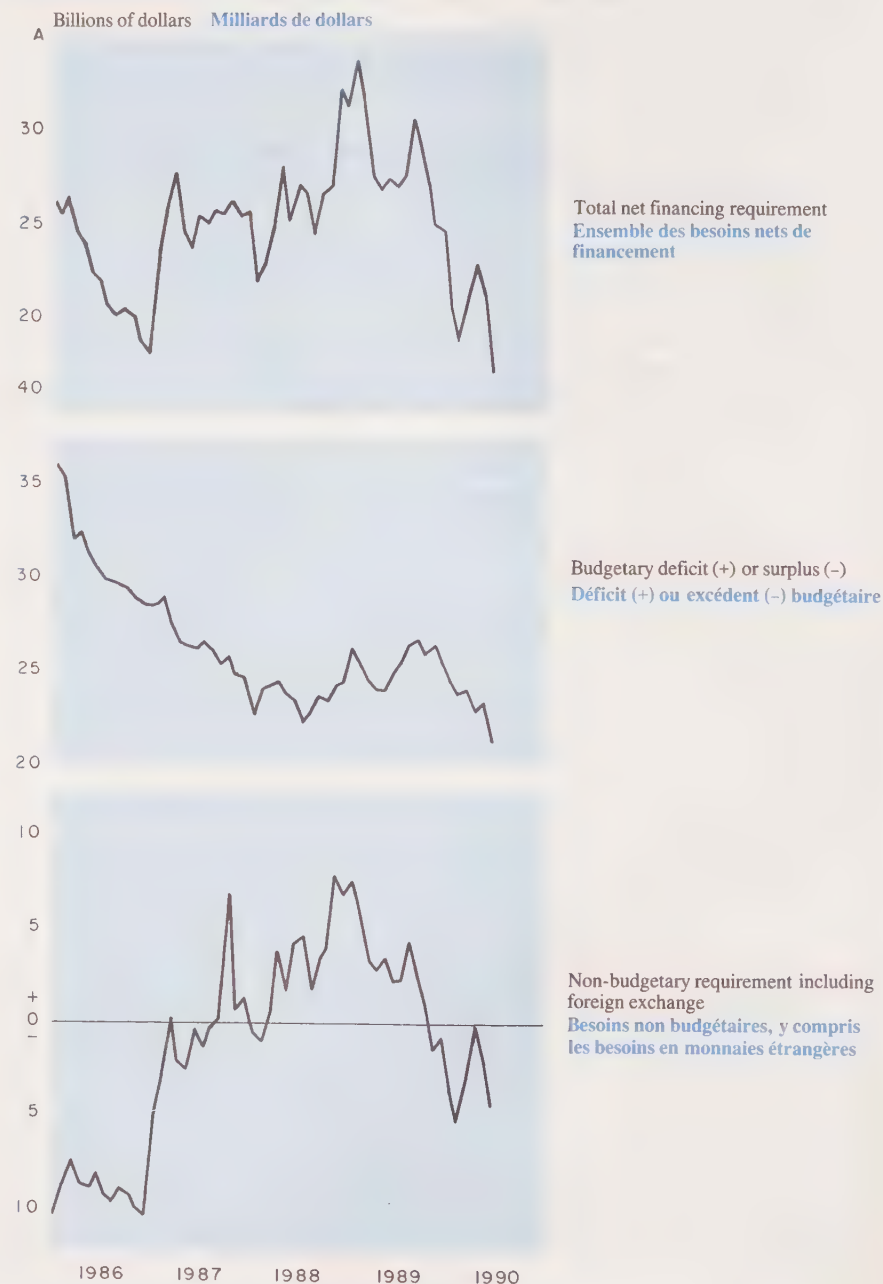 Billions of dollars Milliards de dollars
A
30
25
20
40
Total net financing requirement
Ensemble des besoins nets de
financement
35
30
25
20
Budgetary deficit (+) or surplus (-)
Déficit (+) ou excédent (-) budgétaire
10
5
+
0
-
5
10
Non-budgetary requirement including
foreign exchange
Besoins non budgétaires, y compris
les besoins en monnaies étrangères
1986 1987 1988 1989 1990